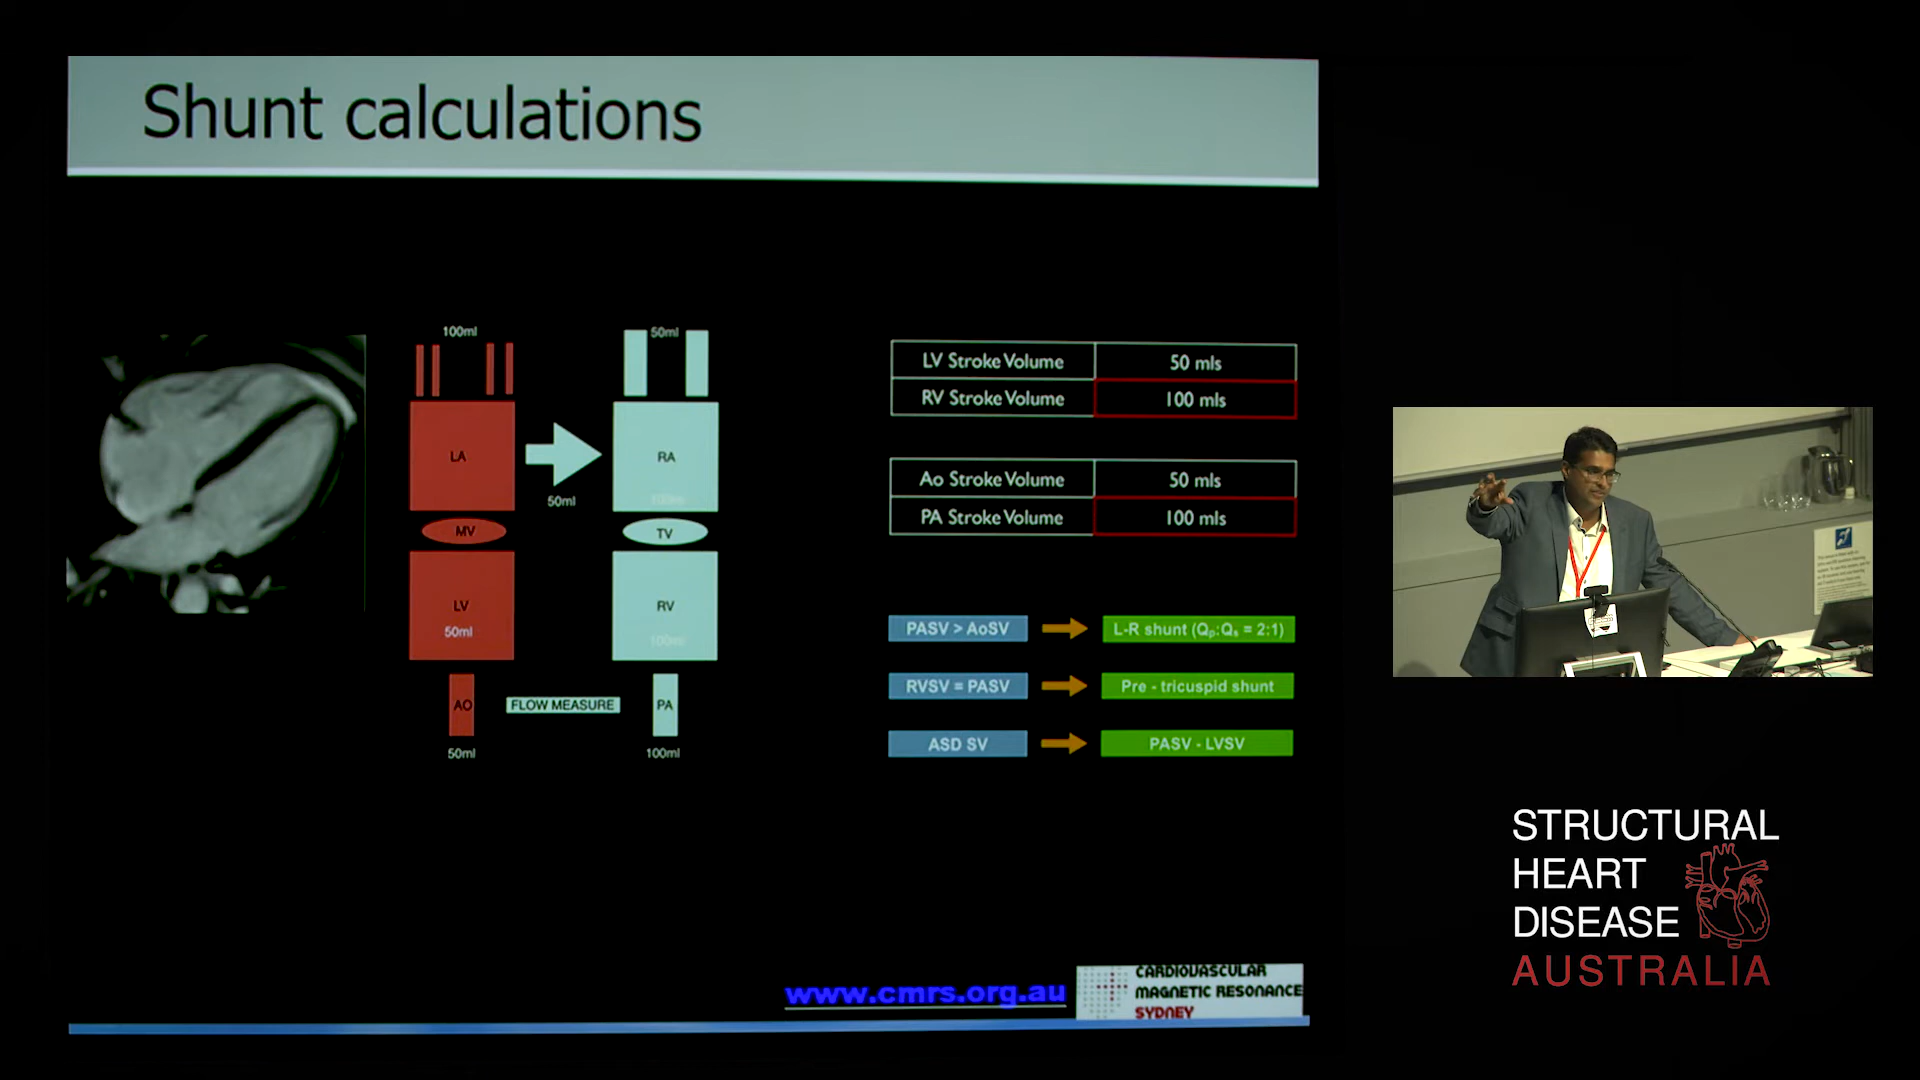 Shunt calculations
100ml
50ml
LA
RA
100ml
50ml
MV
TV
LV
50ml
RV
100ml
AO
FLOW MEASURE
PA
50ml
100ml
LV Stroke Volume 50 mls
RV Stroke Volume 100 mls
Ao Stroke Volume 50 mls
PA Stroke Volume 100 mls
PASV > AoSV
L-R shunt (Qp:Qs = 2:1)
RVSV = PASV
Pre - tricuspid shunt
ASD SV
PASV - LVSV
www.cmrs.org.au
CARDIOVASCULAR
MAGNETIC RESONANCE
SYDNEY
STRUCTURAL
HEART
DISEASE
AUSTRALIA